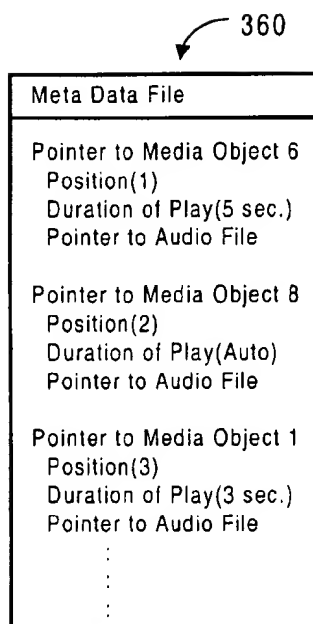 360
Meta Data File
Pointer to Media Object 6
Position(1)
Duration of Play(5 sec.)
Pointer to Audio File
Pointer to Media Object 8
Position(2)
Duration of Play(Auto)
Pointer to Audio File
Pointer to Media Object 1
Position(3)
Duration of Play(3 sec.)
Pointer to Audio File